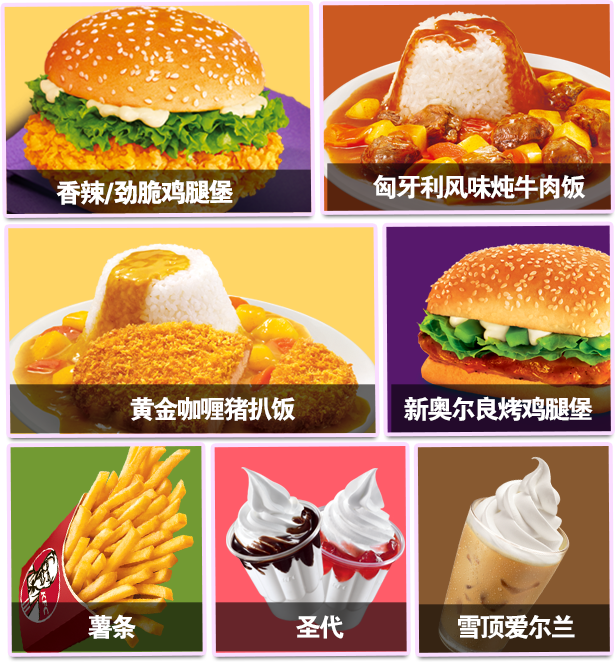 香辣/劲脆鸡腿堡
匈牙利风味炖牛肉饭
黄金咖喱猪扒饭
新奥尔良烤鸡腿堡
KFC
薯条
圣代
雪顶爱尔兰